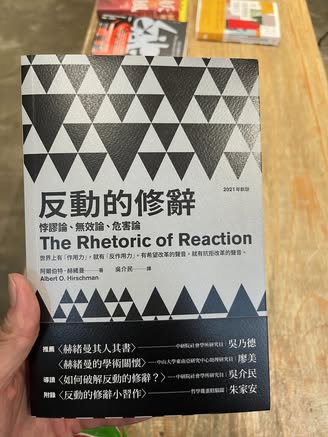 2021年新版
反動的修辭
悖謬論、無效論、危害論
The Rhetoric of Reaction
世界上有「作用力」，就有「反作用力」。有希望改革的聲音，就有抗拒改革的聲音。
阿爾伯特·赫緒曼——著 吳介民——譯
Albert O. Hirschman
推薦 〈赫緒曼其人其書〉——中研院社會學所研究員｜吳乃德
〈赫緒曼的學術關懷〉——中山大學東南亞研究中心助理研究員｜廖美
導讀 〈如何破解反動的修辭？〉——中研院社會學所研究員｜吳介民
附錄 〈反動的修辭小習作〉——哲學雞蛋糕腦闆｜朱家安